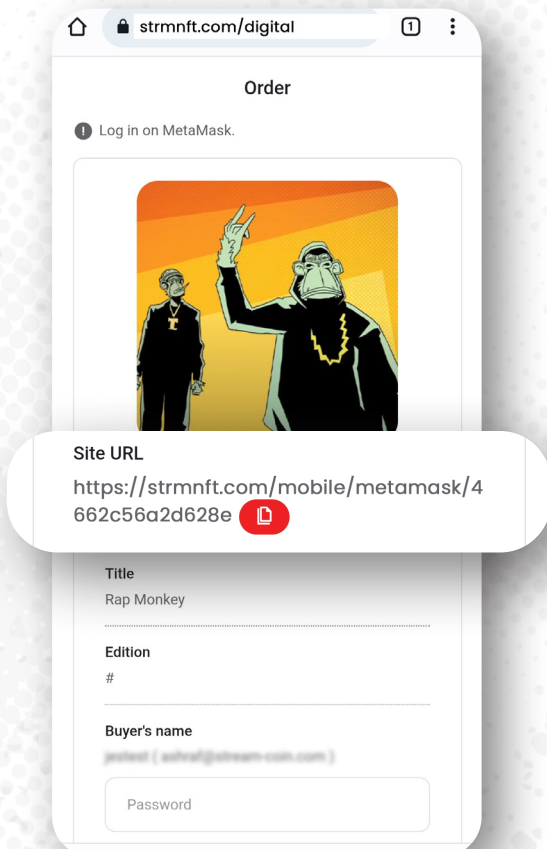 strmnft.com/digital
1
Order
! Log in on MetaMask.
T
Site URL
https://strmnft.com/mobile/metamask/4
662c56a2d628e
Title
Rap Monkey
Edition
#
Buyer's name
Password